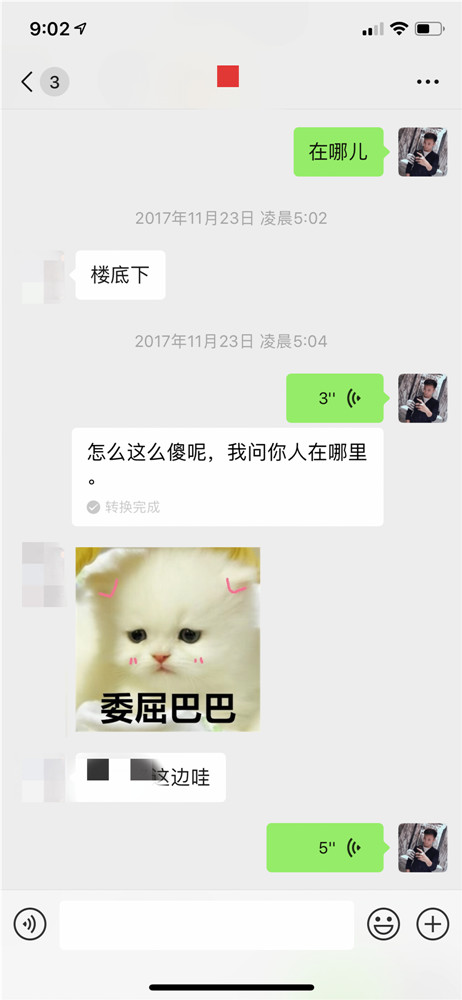 9:02
3
在哪儿
2017年11月23日 凌晨5:02
楼底下
2017年11月23日 凌晨5:04
3''
怎么这么傻呢，我问你人在哪里
。
转换完成
委屈巴巴
这边哇
5''